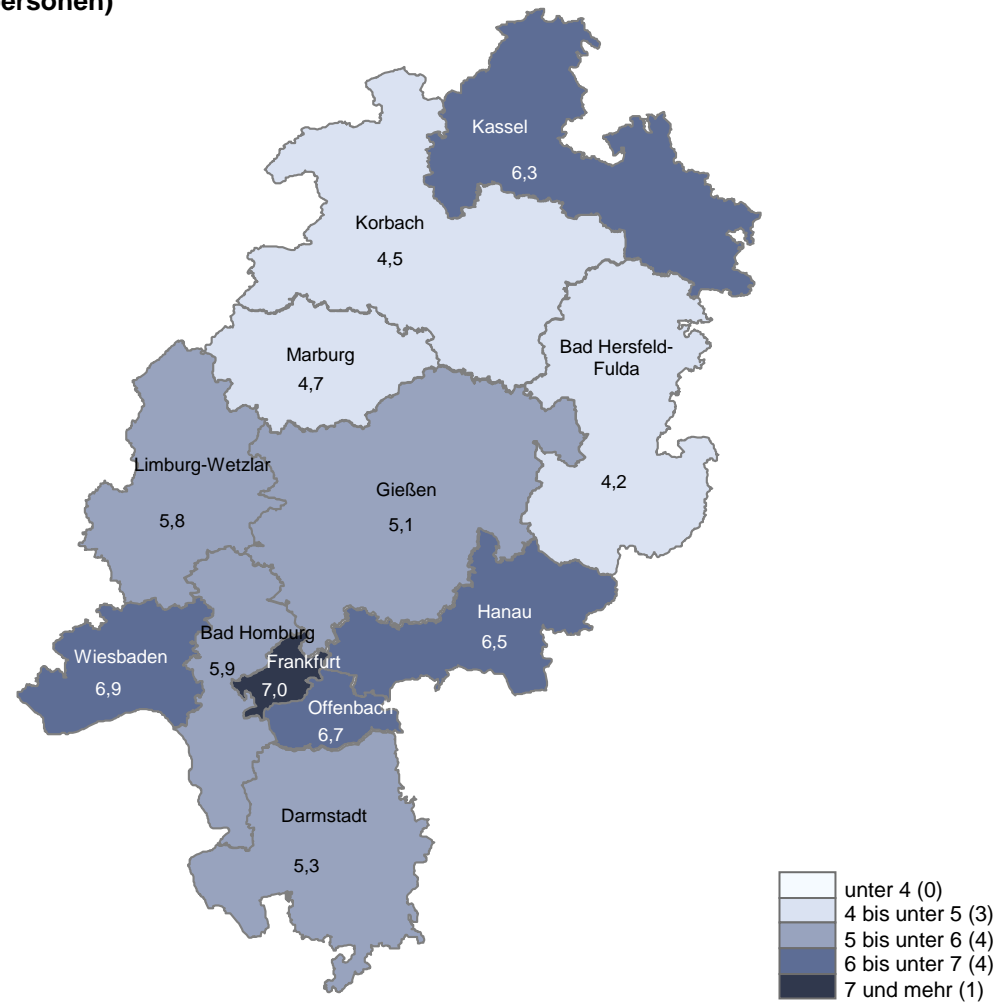 ersonen)
Kassel
6,3
Korbach
4,5
Bad Hersfeld-
Fulda
Marburg
4,7
Limburg-Wetzlar
4,2
Gießen
5,8
5,1
Hanau
Bad Homburg
6,5
Wiesbaden
Frankfurt
5,9
6,9
7,0
Offenbach
6,7
Darmstadt
5,3
unter 4 (0)
4 bis unter 5 (3)
5 bis unter 6 (4)
6 bis unter 7 (4)
7 und mehr (1)